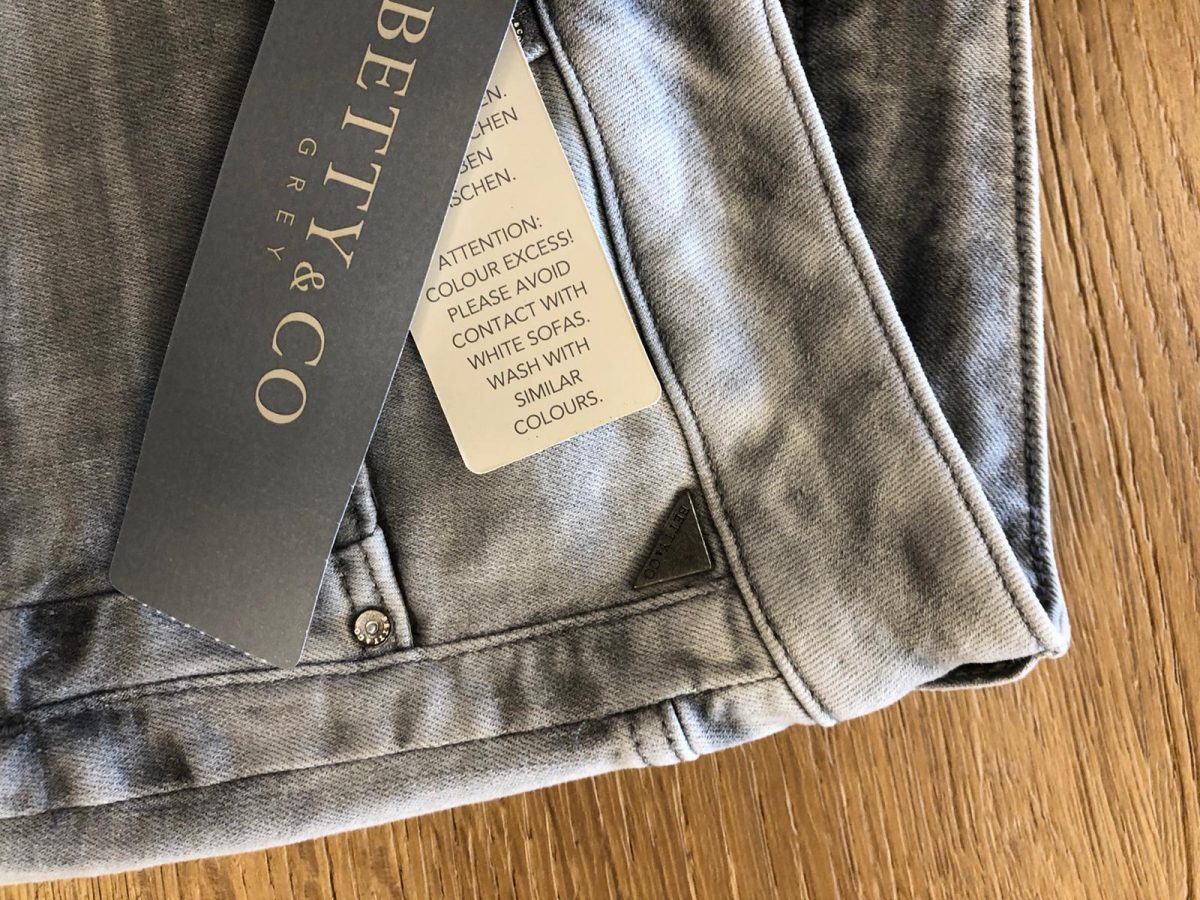 BETTY&CO
GREY
EN.
CHEN
BEN
SCHEN.
ATTENTION:
COLOUR EXCESS!
PLEASE AVOID
CONTACT WITH
WHITE SOFAS.
WASH WITH
SIMILAR
COLOURS.